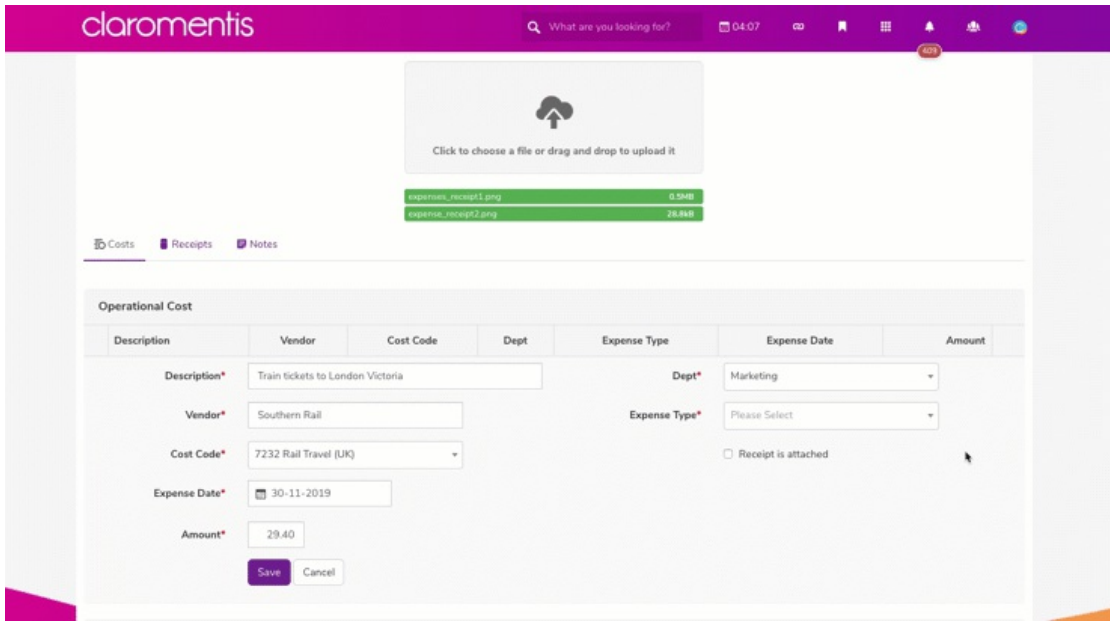 claromentis What are you looking for? 04:07
409
Click to choose a file or drag and drop to upload it
expenses_receipt1.png 0.5MB
expense_receipt2.png 28.8kB
Costs Receipts Notes
Operational Cost
Description Vendor Cost Code Dept Expense Type Expense Date Amount
Description* Train tickets to London Victoria Dept* Marketing
Vendor* Southern Rail Expense Type* Please Select
Cost Code* 7232 Rail Travel (UK) Receipt is attached
Expense Date* 30-11-2019
Amount* 29.40
Save Cancel